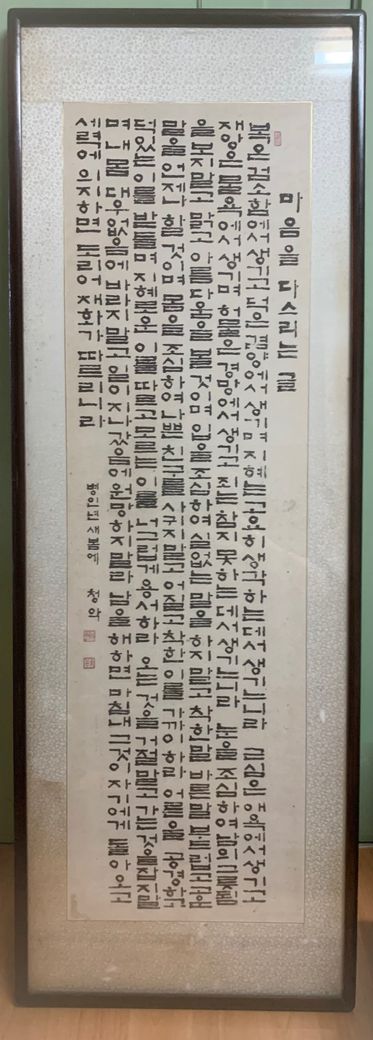 마음을 다스리는 글
복은 검소함에서 생기고 덕은 겸양에서 생기며 지혜는 고요히 생각하는데서 생기느니라 근심은 애욕에서 생기고
재앙은 물욕에서 생기며 허물은 경망에서 생기고 죄는 참지 못하는데서 생기느니라 눈을 조심하여 남의 그릇됨
을 보지말고 맑고 아름다움을 볼 것이며 입을 조심하여 실없는 말을 하지말고 착한말 바른말 부드럽고 고운
말을 언제나 할 것이며 몸을 조심하여 나쁜 친구를 사귀지말고 어질고 착한이를 가까이하라 어른을 공경하고
덕있는 이를 받들며 지혜로운 이를 따르고 모르는 이를 너그럽게 용서하라 오는 것을 거절말고 가는 것을 잡지말
며 내몸 대우없음에 바라지말고 일이 지나갔음에 원망하지말라 남을 해하면 마침내 그것이 자기에게 돌아오고
세력에 의지하면 도리어 재화가 따르느니라
새봄에